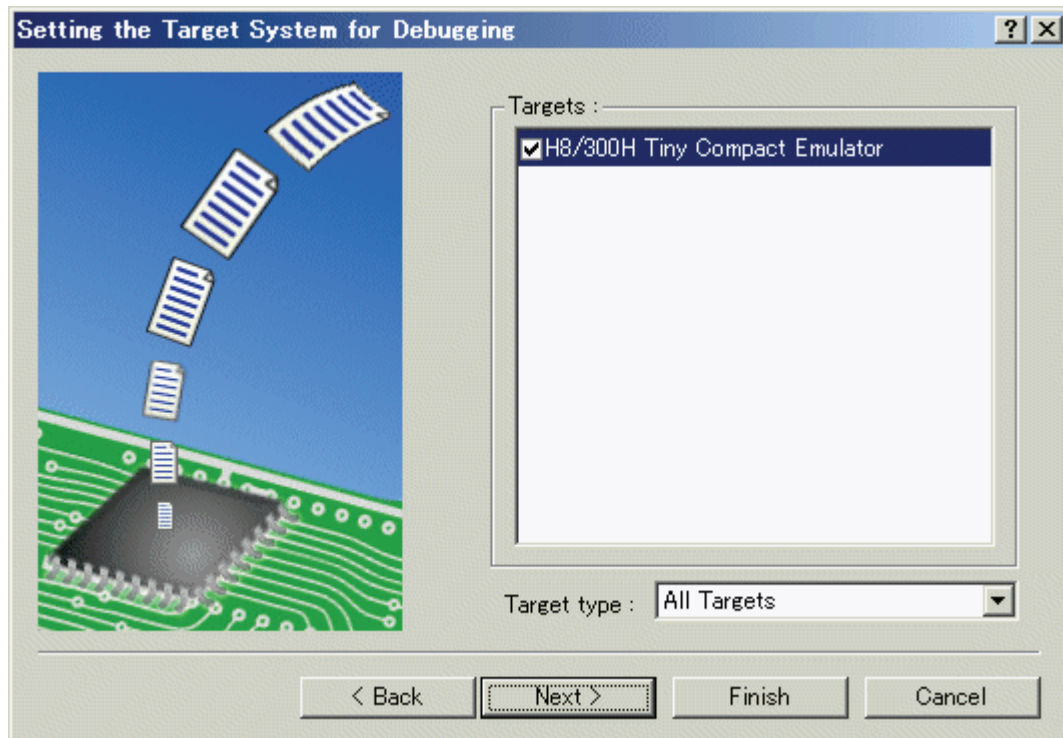 Setting the Target System for Debugging
Targets :
H8/300H Tiny Compact Emulator
Target type : All Targets
< Back Next > Finish Cancel